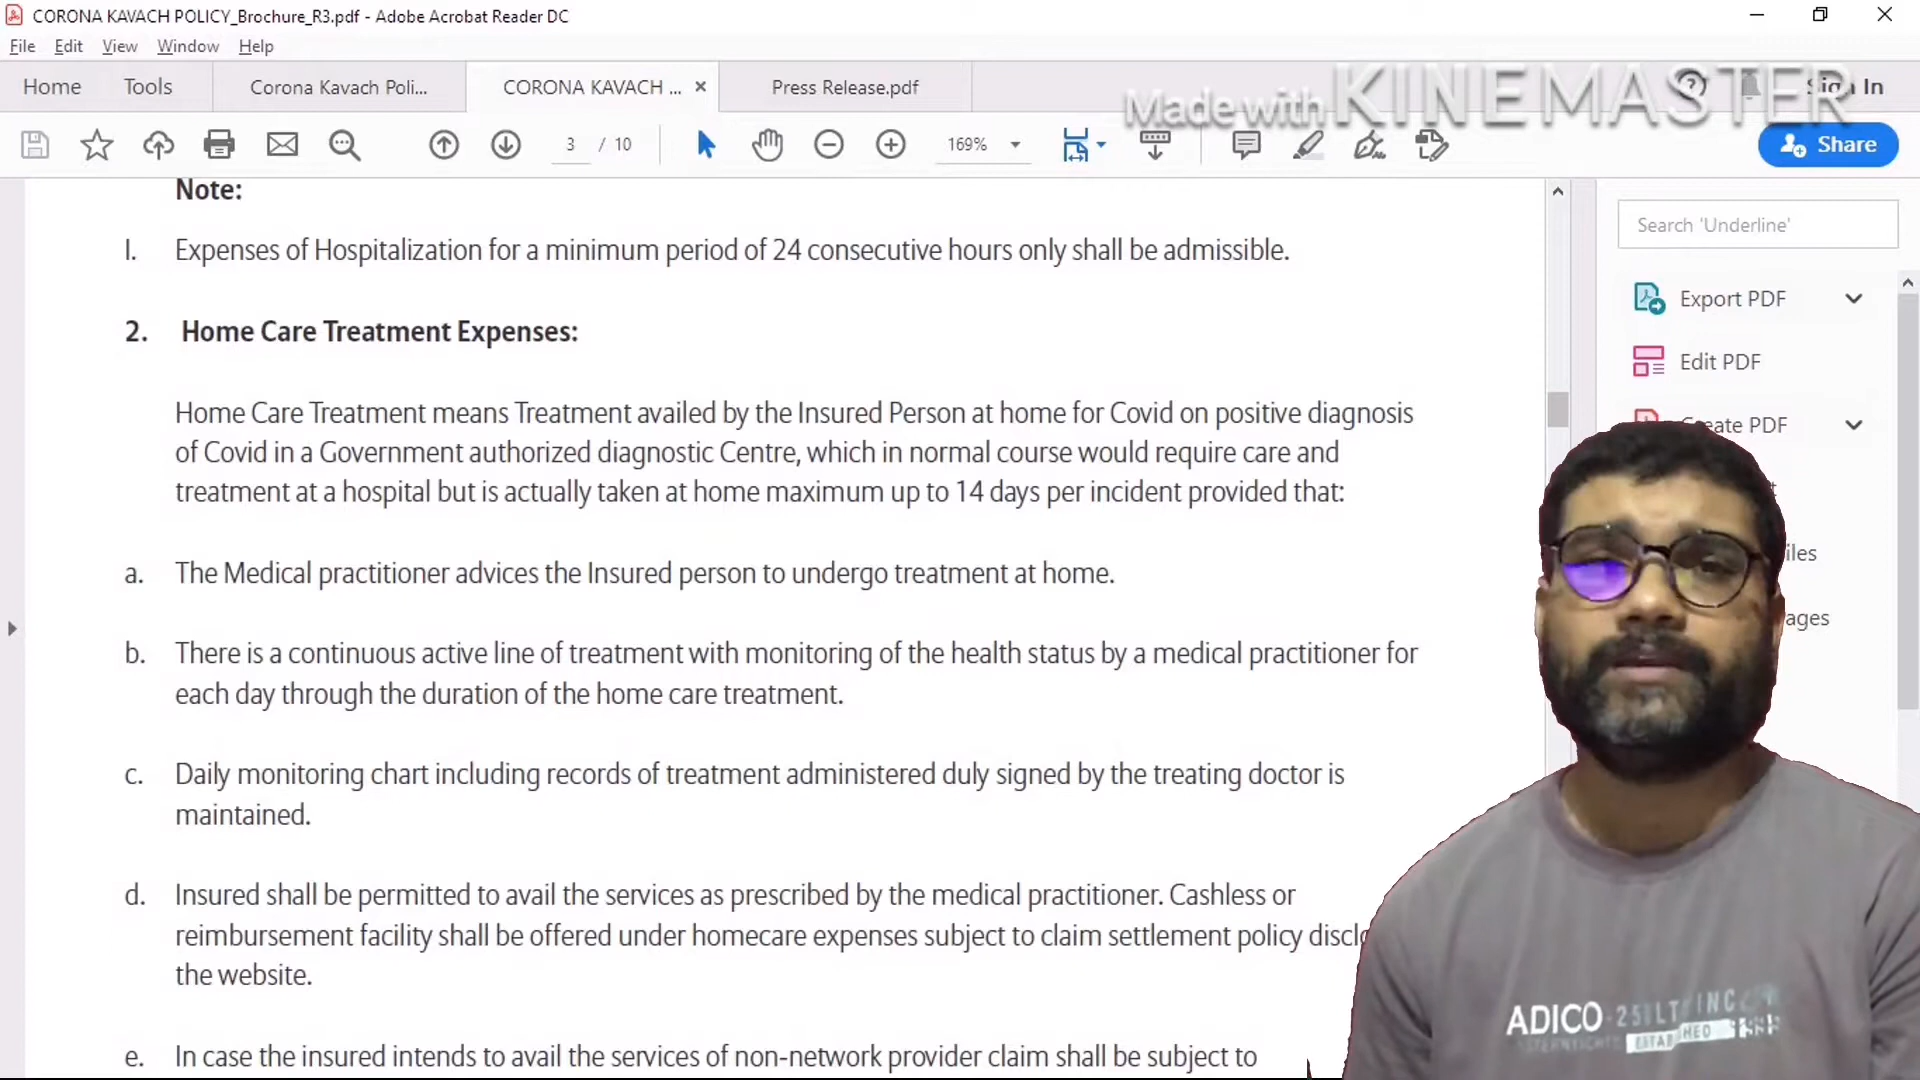 CORONA KAVACH POLICY_Brochure_R3.pdf - Adobe Acrobat Reader DC
File Edit View Window Help
Home Tools Corona Kavach Poli... CORONA KAVACH ... × Press Release.pdf Sign In
Made with KINEMASTER
3 / 10 169% Share
Note:
I. Expenses of Hospitalization for a minimum period of 24 consecutive hours only shall be admissible.
2. Home Care Treatment Expenses:
Home Care Treatment means Treatment availed by the Insured Person at home for Covid on positive diagnosis
of Covid in a Government authorized diagnostic Centre, which in normal course would require care and
treatment at a hospital but is actually taken at home maximum up to 14 days per incident provided that:
a. The Medical practitioner advices the Insured person to undergo treatment at home.
b. There is a continuous active line of treatment with monitoring of the health status by a medical practitioner for
each day through the duration of the home care treatment.
c. Daily monitoring chart including records of treatment administered duly signed by the treating doctor is
maintained.
d. Insured shall be permitted to avail the services as prescribed by the medical practitioner. Cashless or
reimbursement facility shall be offered under homecare expenses subject to claim settlement policy
the website.
e. In case the insured intends to avail the services of non-network provider claim shall be subject to
Search 'Underline'
Export PDF
Edit PDF
Create PDF
ADICO